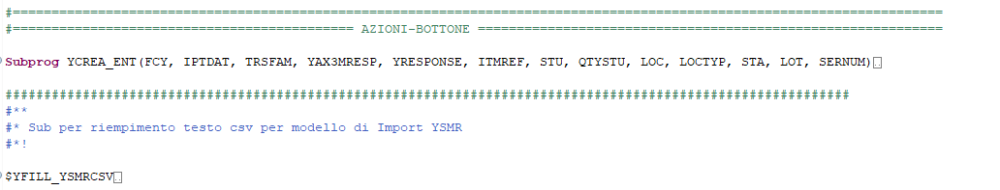 #========================================================================================================================
#============================================ AZIONI-BOTTONE ============================================================
Subprog YCREA_ENT(FCY, IPTDAT, TRSFAM, YAX3MRESP, YRESPONSE, ITMREF, STU, QTYSTU, LOC, LOCTYP, STA, LOT, SERNUM)
#############################################################################################################
#**
#* Sub per riempimento testo csv per modello di Import YSMR
#*!
$YFILL_YSMRCSV